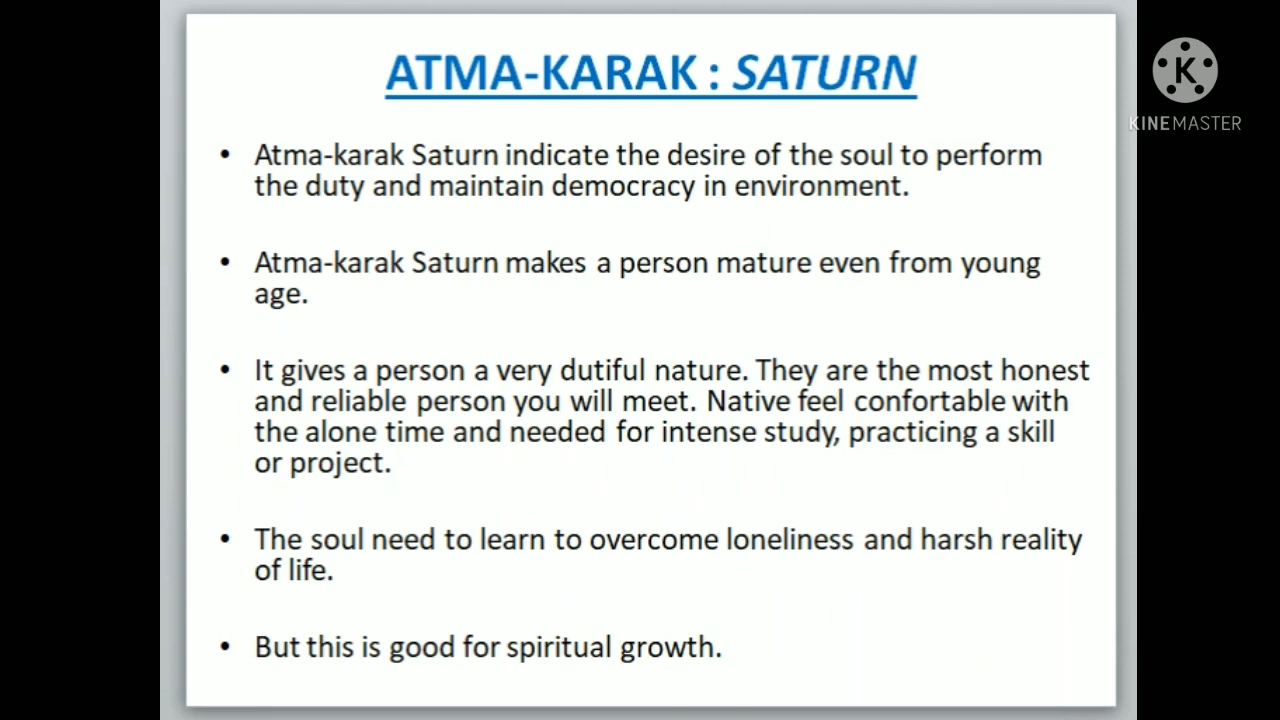 ATMA-KARAK : SATURN
K
KINEMASTER
• Atma-karak Saturn indicate the desire of the soul to perform
the duty and maintain democracy in environment.
• Atma-karak Saturn makes a person mature even from young
age.
• It gives a person a very dutiful nature. They are the most honest
and reliable person you will meet. Native feel confortable with
the alone time and needed for intense study, practicing a skill
or project.
• The soul need to learn to overcome loneliness and harsh reality
of life.
• But this is good for spiritual growth.